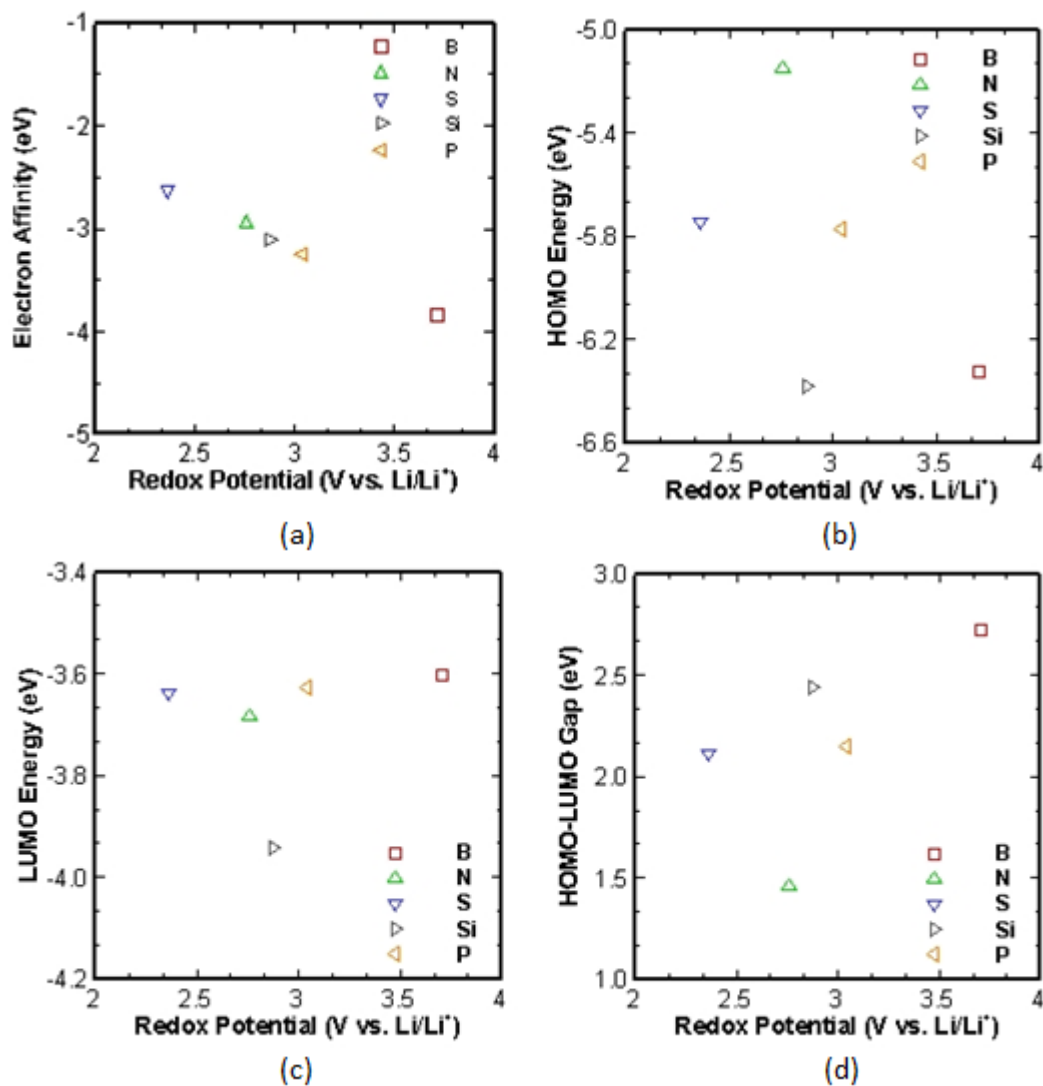 Electron Affinity (eV)
-1
-2
-3
-4
-5
B
N
S
Si
P
2 2.5 3 3.5 4
Redox Potential (V vs. Li/Li⁺)
(a)
HOMO Energy (eV)
-5.0
-5.4
-5.8
-6.2
-6.6
B
N
S
Si
P
2 2.5 3 3.5 4
Redox Potential (V vs. Li/Li⁺)
(b)
LUMO Energy (eV)
-3.4
-3.6
-3.8
-4.0
-4.2
B
N
S
Si
P
2 2.5 3 3.5 4
Redox Potential (V vs. Li/Li⁺)
(c)
HOMO-LUMO Gap (eV)
3.0
2.5
2.0
1.5
1.0
B
N
S
Si
P
2 2.5 3 3.5 4
Redox Potential (V vs. Li/Li⁺)
(d)